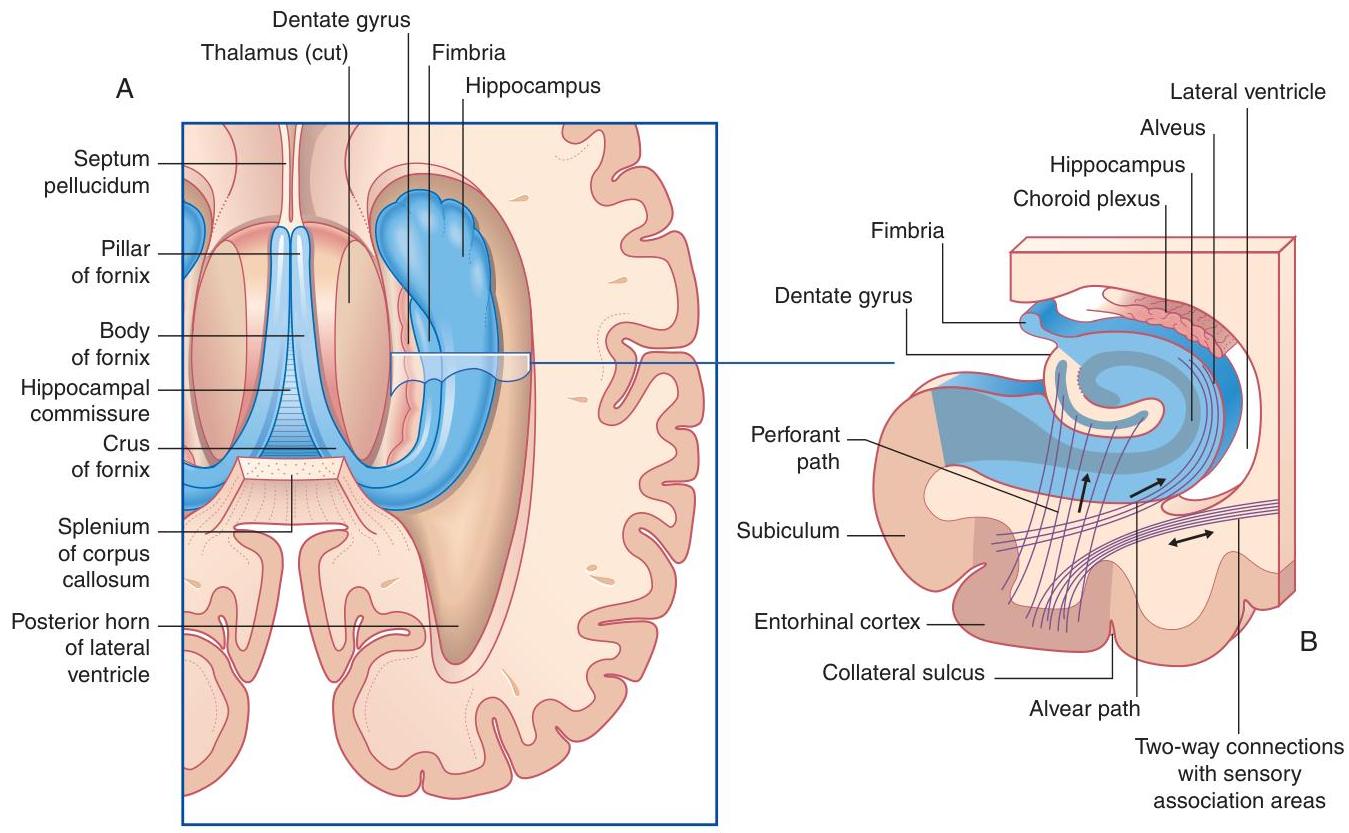 Dentate gyrus
Thalamus (cut)
Fimbria
Hippocampus
A
Septum
pellucidum
Pillar
of fornix
Body
of fornix
Hippocampal
commissure
Crus
of fornix
Splenium
of corpus
callosum
Posterior horn
of lateral
ventricle
Lateral ventricle
Alveus
Hippocampus
Choroid plexus
Fimbria
Dentate gyrus
Perforant
path
Subiculum
Entorhinal cortex
Collateral sulcus
Alvear path
B
Two-way connections
with sensory
association areas